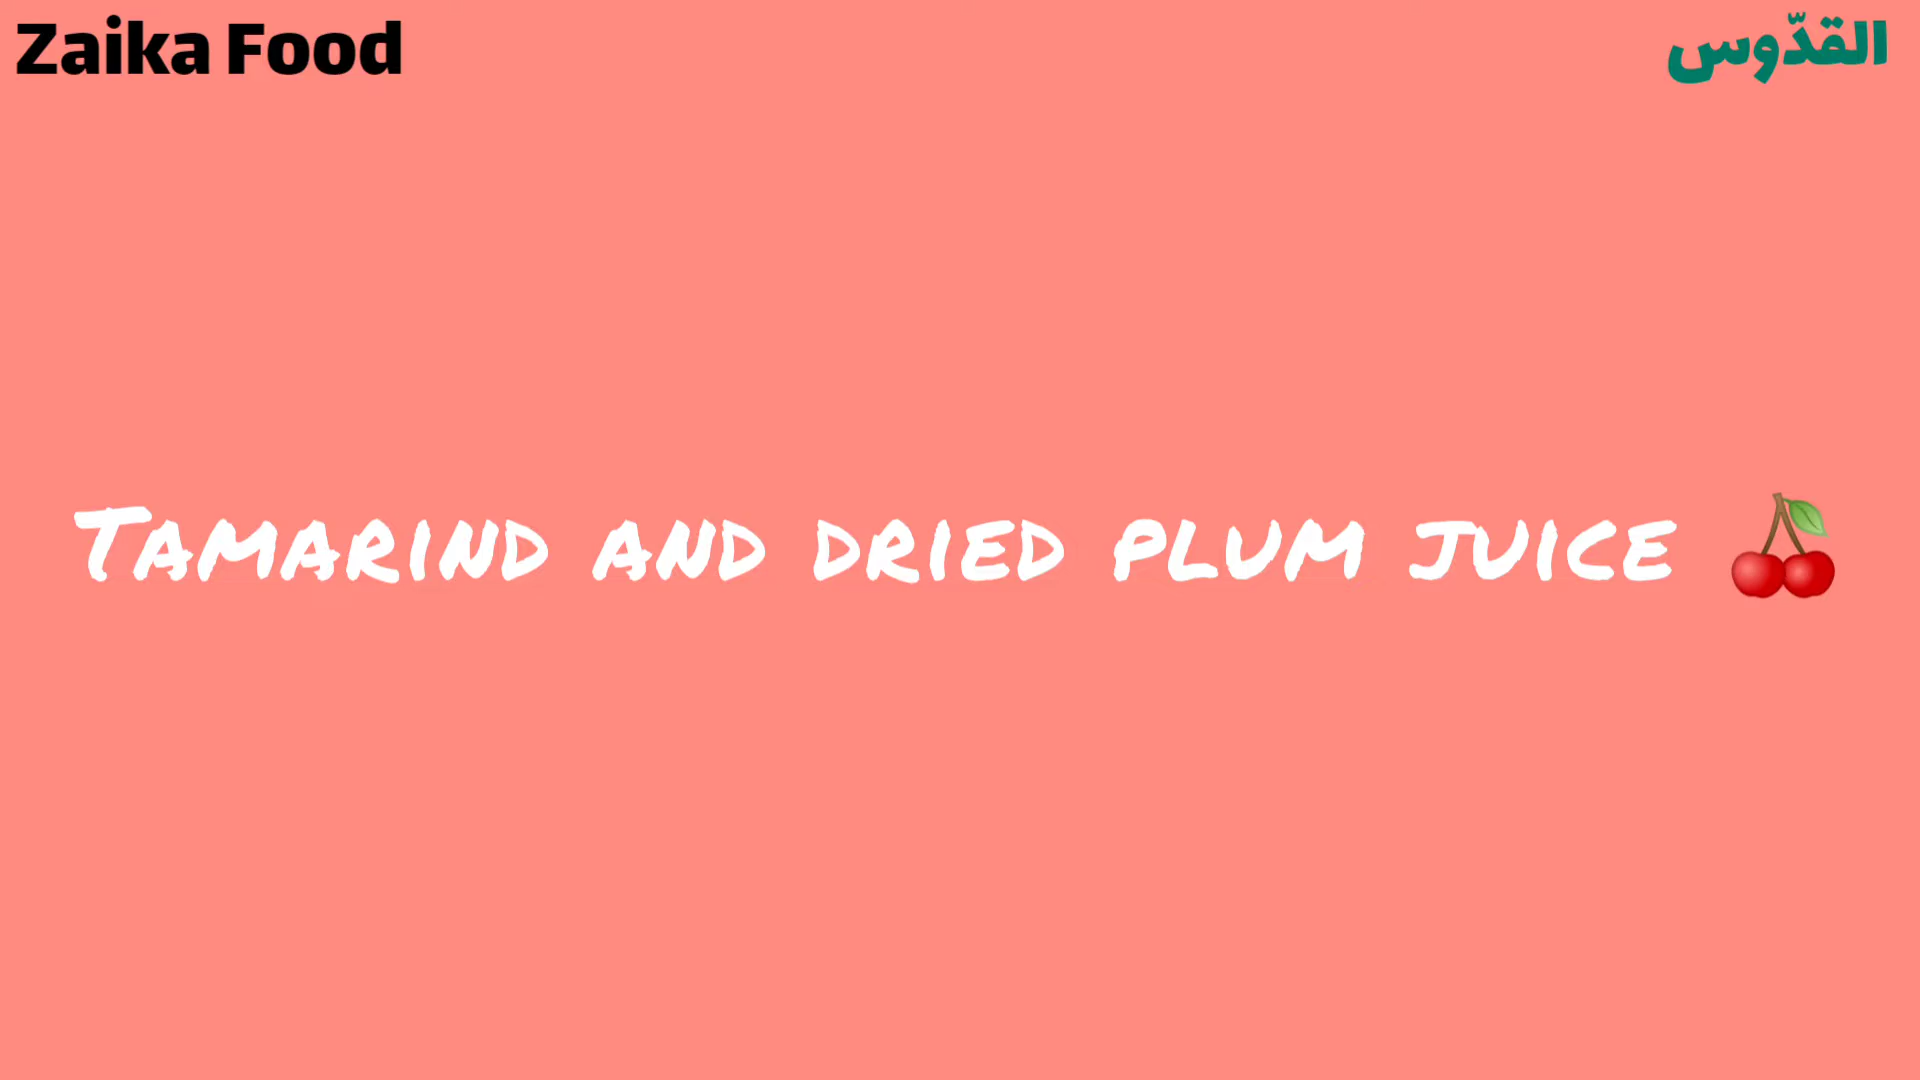 Zaika Food
القدّوس
Tamarind and dried plum juice 🍒